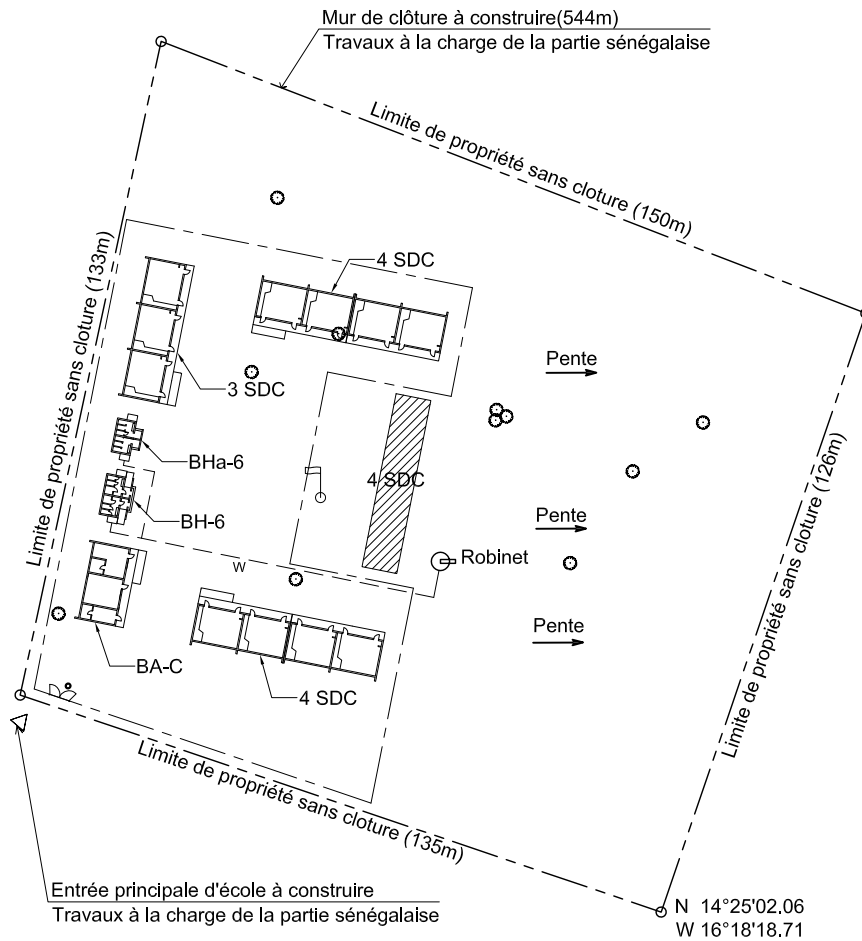 Mur de clôture à construire(544m)
Travaux à la charge de la partie sénégalaise
Limite de propriété sans cloture (150m)
Limite de propriété sans cloture (133m)
4 SDC
3 SDC
Pente
BHa-6
4 SDC
BH-6
Pente
Limite de propriété sans cloture (126m)
W
Robinet
Pente
BA-C
4 SDC
Limite de propriété sans cloture (135m)
Entrée principale d'école à construire
Travaux à la charge de la partie sénégalaise
N 14°25'02.06
W 16°18'18.71